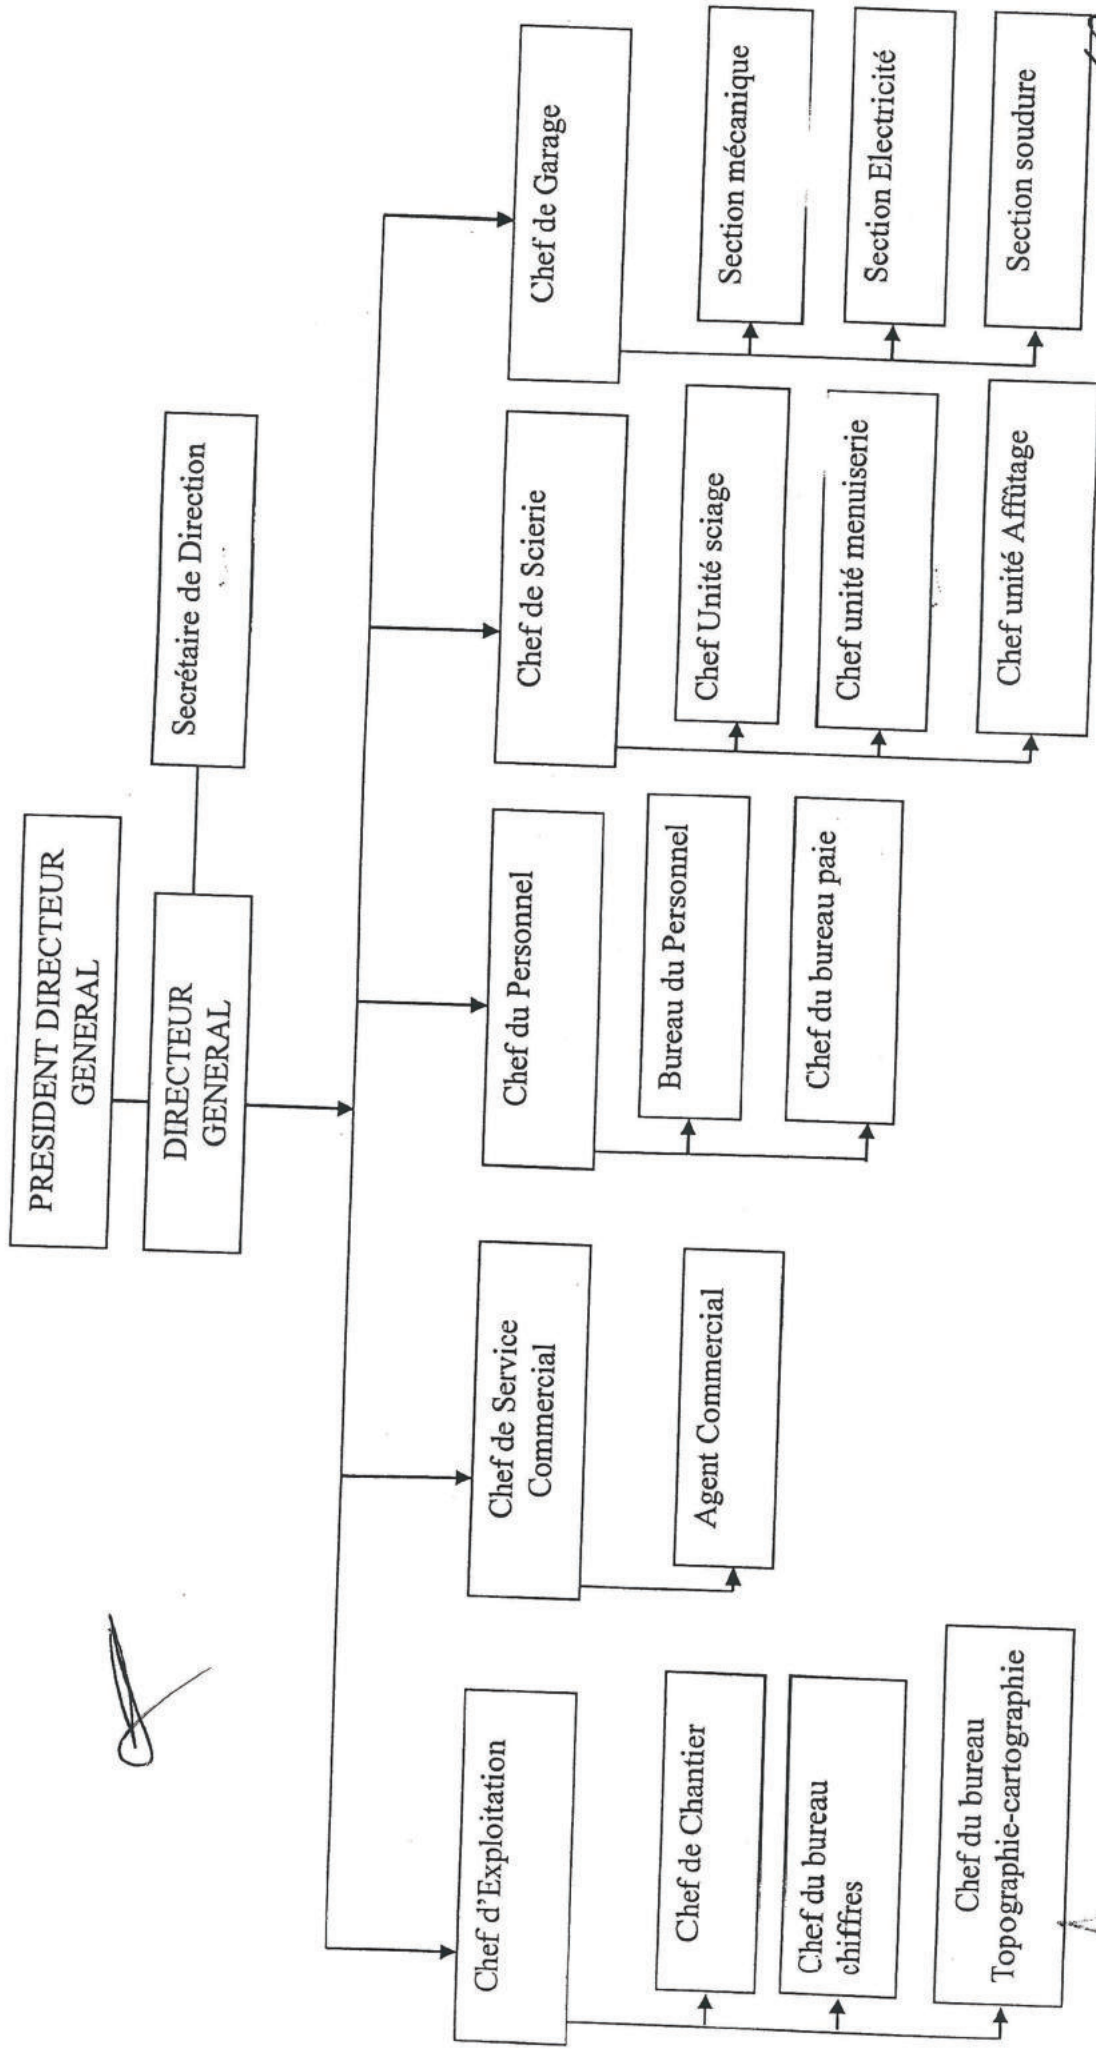 PRESIDENT DIRECTEUR
GENERAL
DIRECTEUR
GENERAL
Secrétaire de Direction
Chef d'Exploitation
Chef de Service
Commercial
Chef du Personnel
Chef de Scierie
Chef de Garage
Chef de Chantier
Chef du bureau
chiffres
Chef du bureau
Topographie-cartographie
Agent Commercial
Bureau du Personnel
Chef du bureau paie
Chef Unité sciage
Chef unité menuiserie
Chef unité Affûtage
Section mécanique
Section Electricité
Section soudure